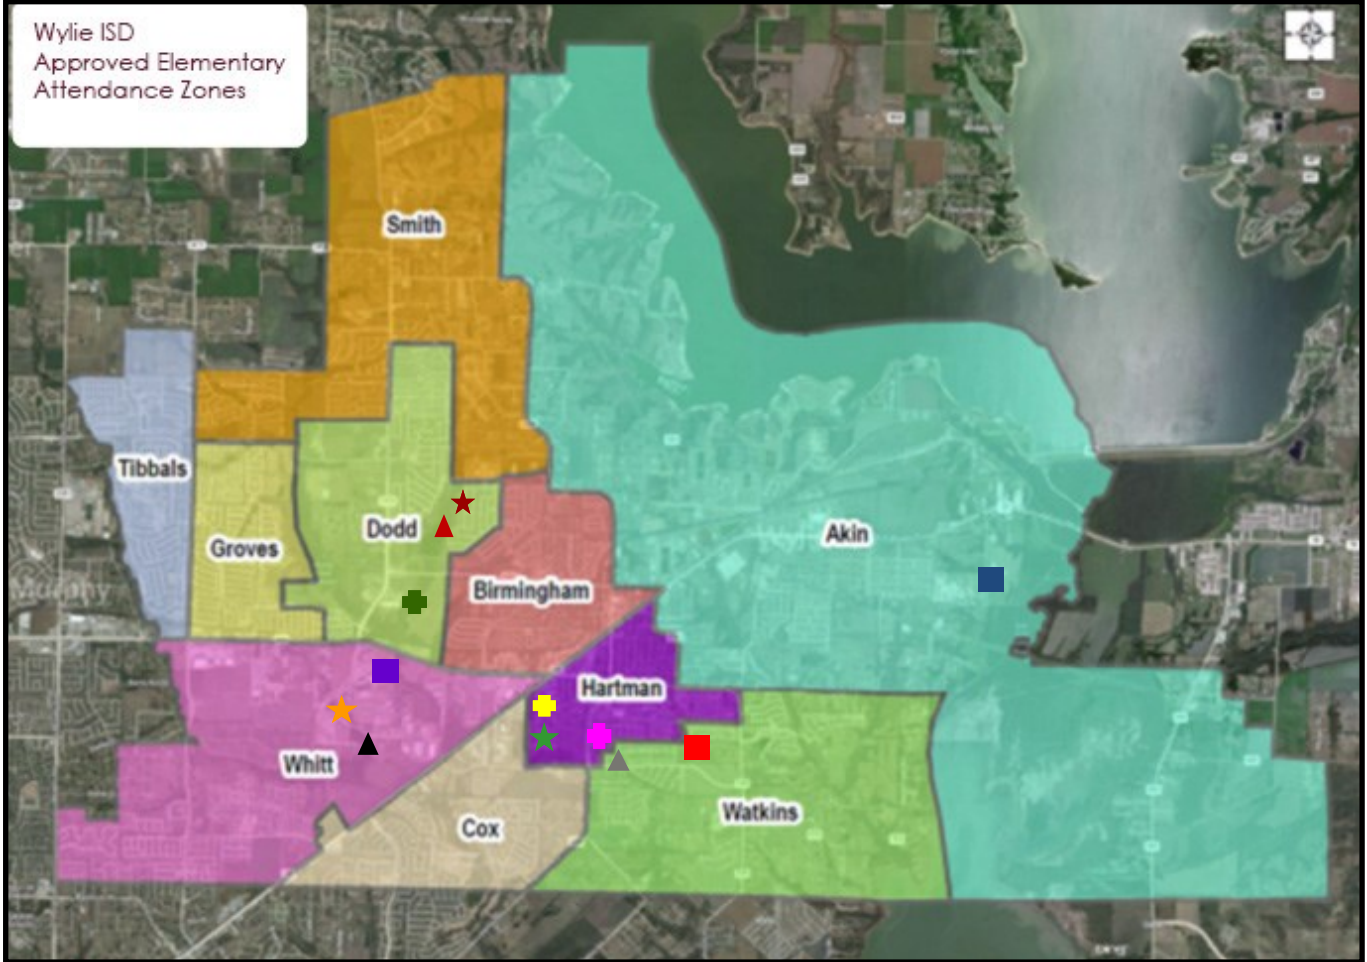 Wylie ISD
Approved Elementary
Attendance Zones
Smith
Tibbals
Groves
Dodd
Akin
Birmingham
Hartman
Whitt
Watkins
Cox